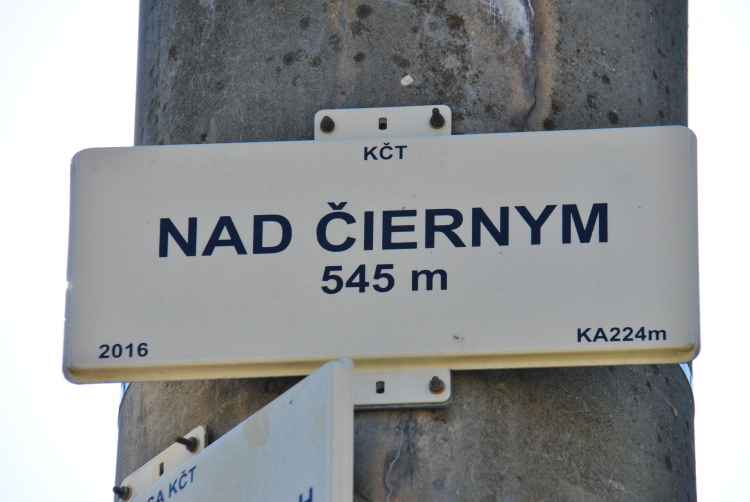 KČT
NAD ČIERNYM
545 m
2016
KA224m
KČT